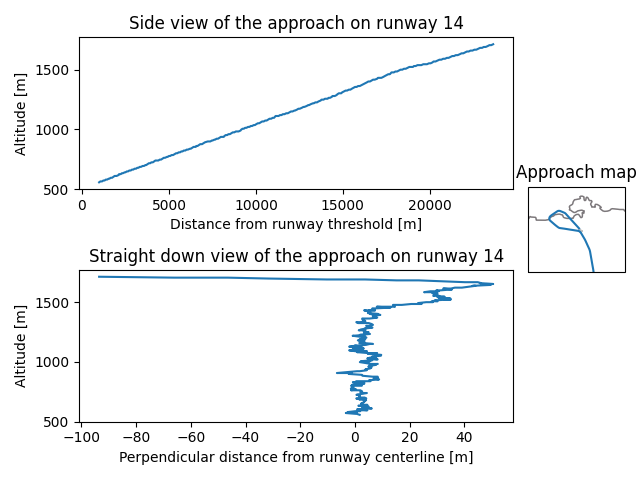 Side view of the approach on runway 14
Altitude [m]
1500
1000
500
0
5000
10000
15000
20000
Distance from runway threshold [m]
Approach map
Straight down view of the approach on runway 14
Altitude [m]
1500
1000
500
−100
−80
−60
−40
−20
0
20
40
Perpendicular distance from runway centerline [m]